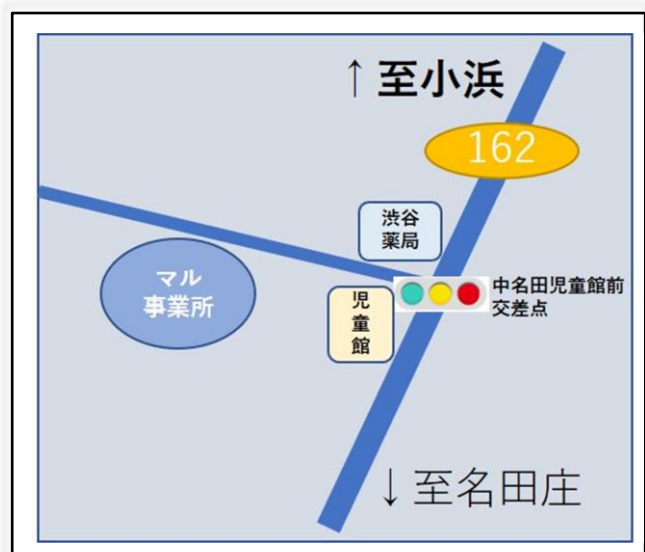 ↑至小浜
162
渋谷
薬局
マル
事業所
児
童
館
中名田児童館前
交差点
↓至名田庄